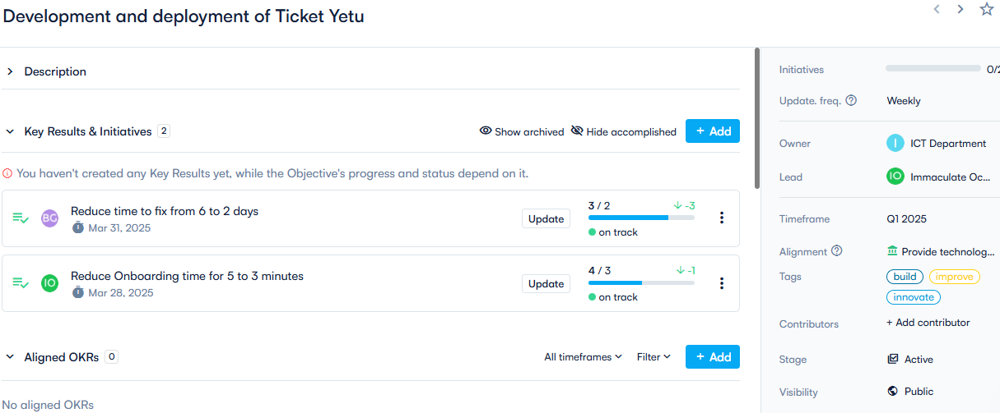 Development and deployment of Ticket Yetu
Description
Key Results & Initiatives 2
Show archived Hide accomplished + Add
You haven't created any Key Results yet, while the Objective's progress and status depend on it.
BG Reduce time to fix from 6 to 2 days
Mar 31, 2025
Update
3 / 2 -3
on track
IO Reduce Onboarding time for 5 to 3 minutes
Mar 28, 2025
Update
4 / 3 -1
on track
Aligned OKRs 0
All timeframes Filter + Add
No aligned OKRs
Initiatives 0/2
Update. freq. ? Weekly
Owner I ICT Department
Lead IO Immaculate Oc...
Timeframe Q1 2025
Alignment ? Provide technolog...
Tags build improve
innovate
Contributors + Add contributor
Stage Active
Visibility Public